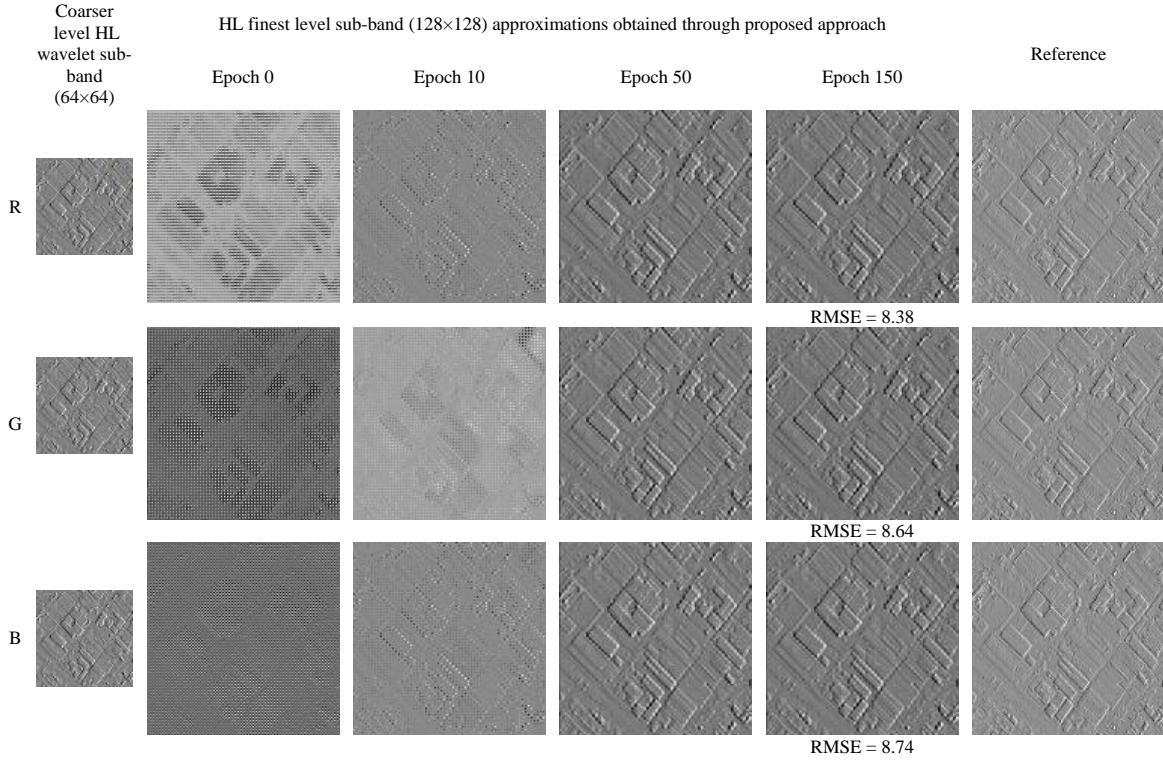 Coarser
level HL
wavelet sub-
band
(64×64)
HL finest level sub-band (128×128) approximations obtained through proposed approach
Epoch 0
Epoch 10
Epoch 50
Epoch 150
Reference
R
RMSE = 8.38
G
RMSE = 8.64
B
RMSE = 8.74